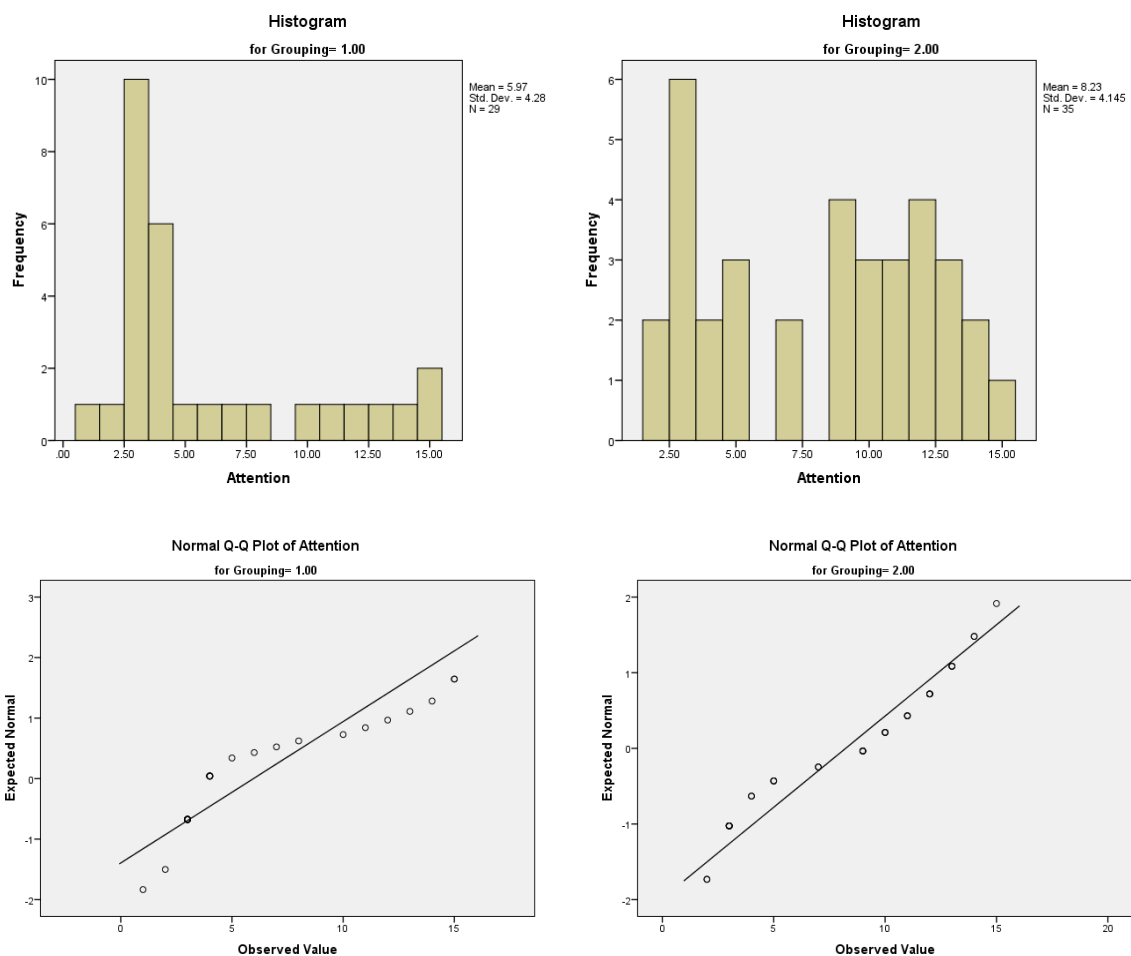 Histogram
for Grouping= 1.00
Mean = 5.97
Std. Dev. = 4.28
N = 29
Frequency
10
8
6
4
2
0
.00
2.50
5.00
7.50
10.00
12.50
15.00
Attention
Histogram
for Grouping= 2.00
Mean = 8.23
Std. Dev. = 4.145
N = 35
Frequency
6
5
4
3
2
1
0
2.50
5.00
7.50
10.00
12.50
15.00
Attention
Normal Q-Q Plot of Attention
for Grouping= 1.00
Expected Normal
3
2
1
0
-1
-2
0
5
10
15
Observed Value
Normal Q-Q Plot of Attention
for Grouping= 2.00
Expected Normal
2
1
0
-1
-2
0
5
10
15
20
Observed Value